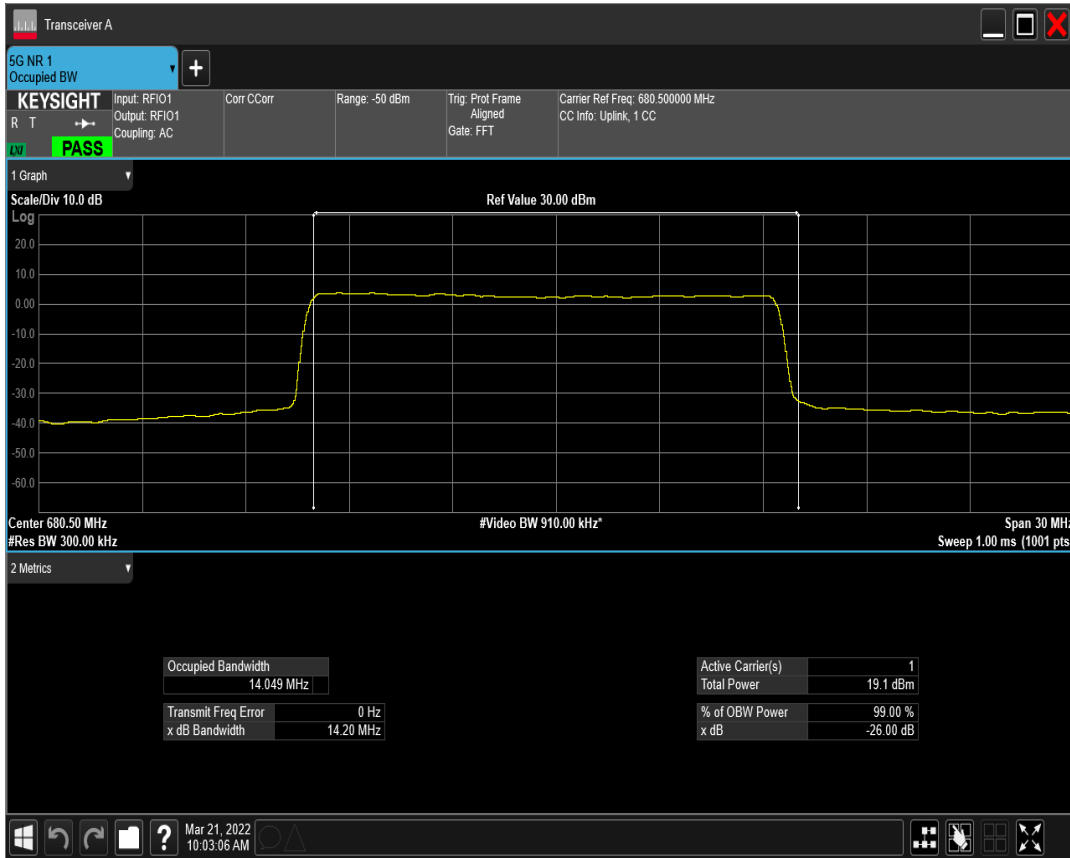 Transceiver A
5G NR 1
Occupied BW
KEYSIGHT
R T
LXI
PASS
Input: RFIO1
Output: RFIO1
Coupling: AC
Corr CCorr
Range: -50 dBm
Trig: Prot Frame
Aligned
Gate: FFT
Carrier Ref Freq: 680.500000 MHz
CC Info: Uplink, 1 CC
1 Graph
Scale/Div 10.0 dB
Ref Value 30.00 dBm
Log
20.0
10.0
0.00
-10.0
-20.0
-30.0
-40.0
-50.0
-60.0
Center 680.50 MHz
#Video BW 910.00 kHz*
Span 30 MHz
#Res BW 300.00 kHz
Sweep 1.00 ms (1001 pts
2 Metrics
Occupied Bandwidth
14.049 MHz
Transmit Freq Error 0 Hz
x dB Bandwidth 14.20 MHz
Active Carrier(s) 1
Total Power 19.1 dBm
% of OBW Power 99.00 %
x dB -26.00 dB
?
Mar 21, 2022
10:03:06 AM